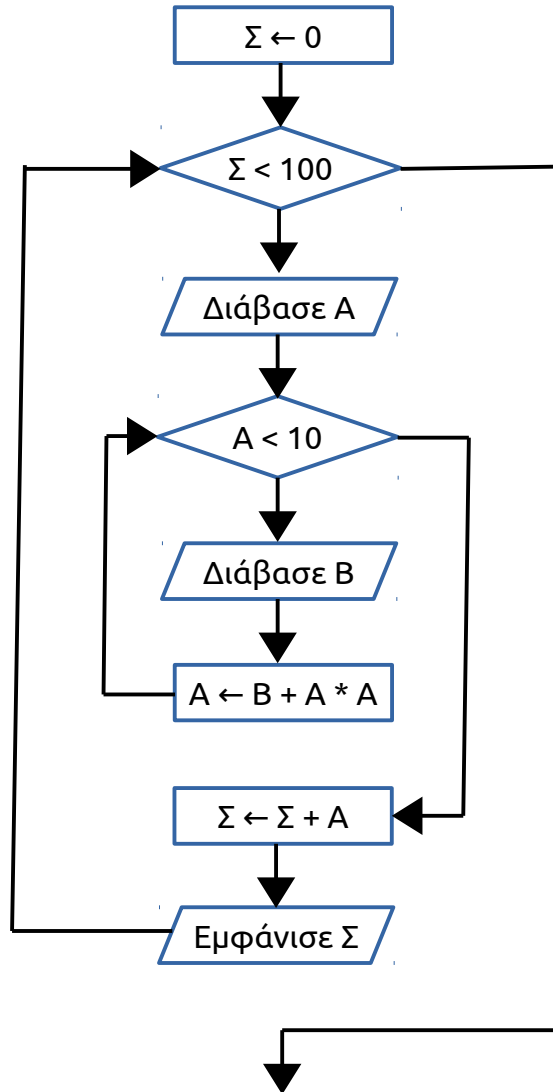 Σ ← 0
Σ < 100
Διάβασε Α
Α < 10
Διάβασε Β
Α ← Β + Α * Α
Σ ← Σ + Α
Εμφάνισε Σ